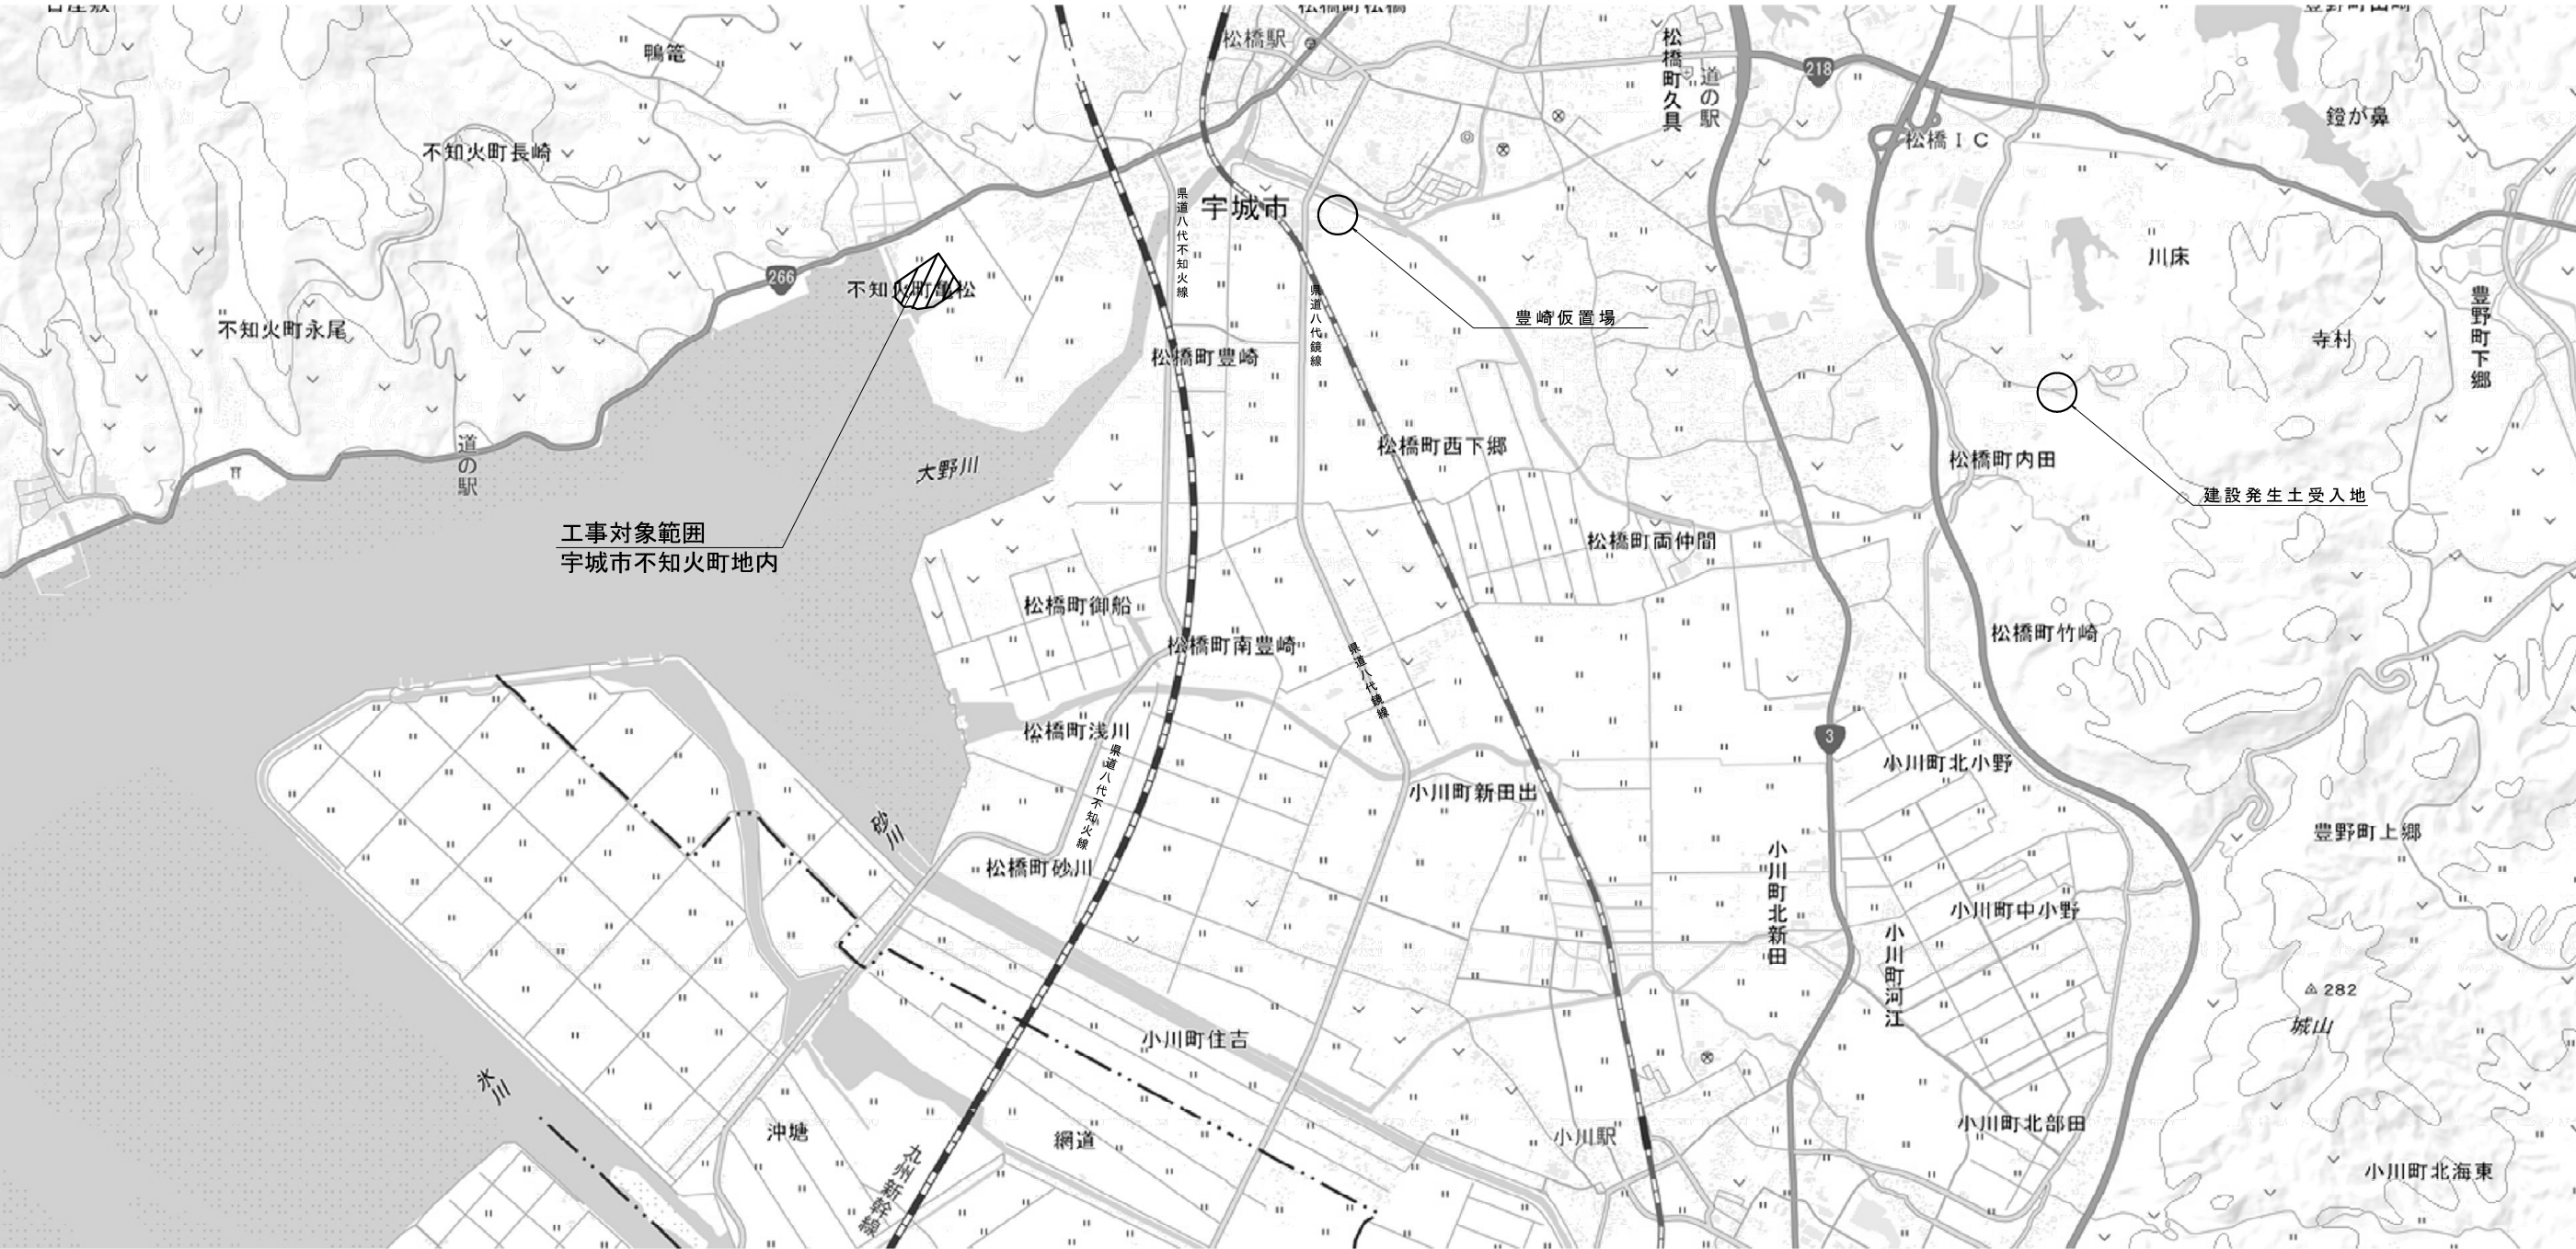 松橋駅
鴨篭
松橋町久具
道の駅
218
鐙が鼻
松橋IC
不知火町長崎
県道八代不知火線
宇城市
川床
266
不知火町亀松
県道八代鏡線
豊崎仮置場
豊野町下郷
不知火町永尾
寺村
松橋町豊崎
道の駅
松橋町西下郷
大野川
松橋町内田
建設発生土受入地
工事対象範囲
宇城市不知火町地内
松橋町両仲間
松橋町御船
松橋町竹崎
松橋町南豊崎
県道八代鏡線
松橋町浅川
3
県道八代不知火線
小川町北小野
小川町新田出
砂川
豊野町上郷
松橋町砂川
小川町北新田
小川町中小野
小川町河江
282
城山
小川町住吉
氷川
沖塘
網道
小川駅
小川町北部田
九州新幹線
小川町北海東